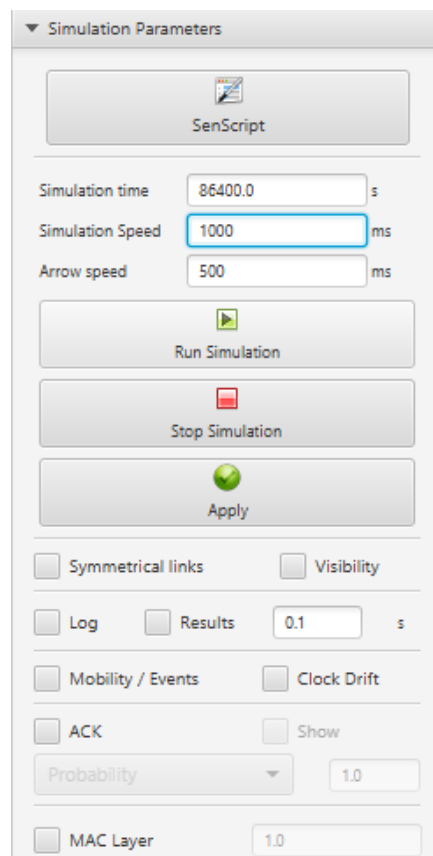 Simulation Parameters
SenScript
Simulation time 86400.0 s
Simulation Speed 1000 ms
Arrow speed 500 ms
Run Simulation
Stop Simulation
Apply
Symmetrical links Visibility
Log Results 0.1 s
Mobility / Events Clock Drift
ACK Show
Probability 1.0
MAC Layer 1.0